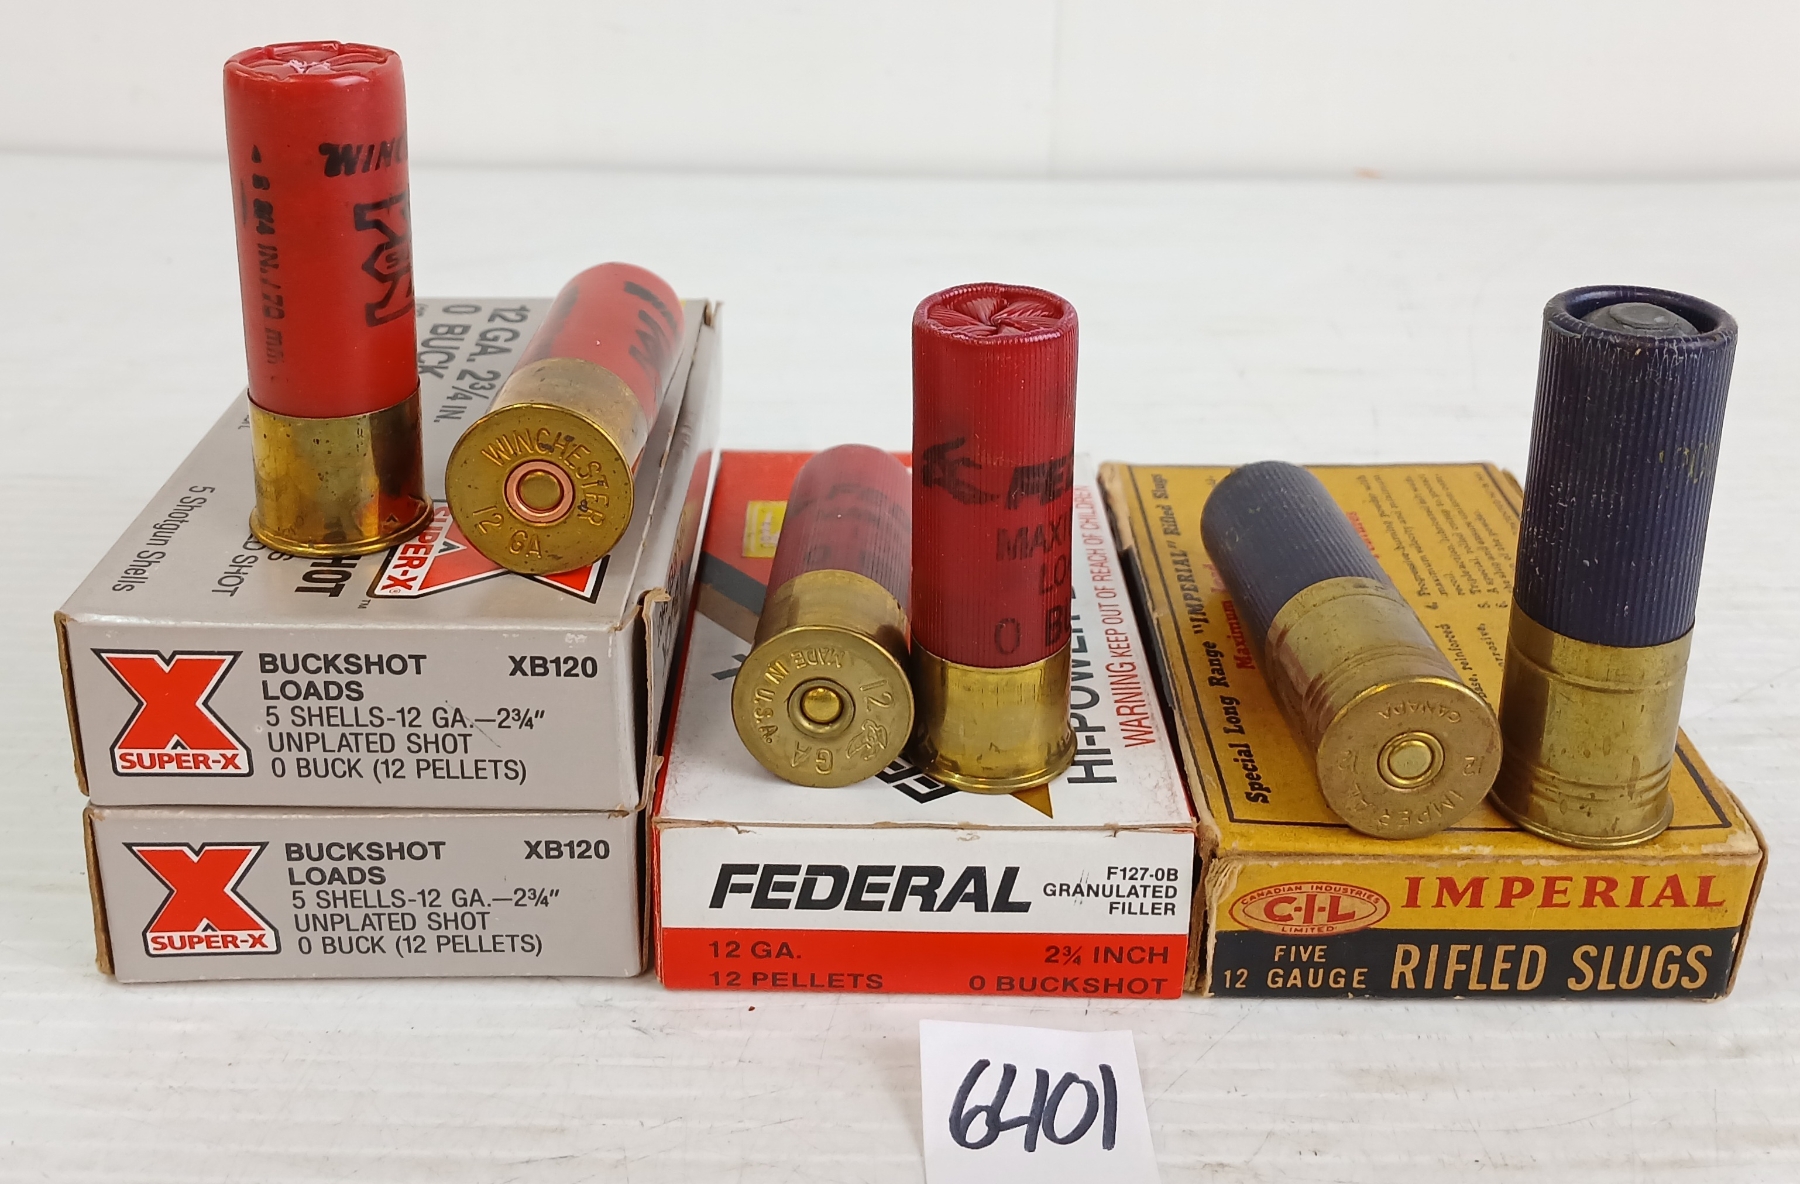 12 GA. 2¾ IN.
0 BUCK
5 Shotgun Shells
SHOT
SUPER-X®
2 3/4 IN./70 mm
WINCHESTER
12 GA
X
SUPER-X
BUCKSHOT
LOADS
XB120
5 SHELLS-12 GA.—2¾"
UNPLATED SHOT
0 BUCK (12 PELLETS)
X
SUPER-X
BUCKSHOT
LOADS
XB120
5 SHELLS-12 GA.—2¾"
UNPLATED SHOT
0 BUCK (12 PELLETS)
MADE IN U.S.A.
12 GA
0 B
HI-POWER
WARNING KEEP OUT OF REACH OF CHILDREN
FEDERAL
F127-0B
GRANULATED
FILLER
12 GA.
2¾ INCH
12 PELLETS
0 BUCKSHOT
Special Long Range "IMPERIAL" Rifled Slugs
Maximum
IMPERIAL
CANADA
12 12
CANADIAN INDUSTRIES
C-I-L
LIMITED
IMPERIAL
FIVE
12 GAUGE
RIFLED SLUGS
6401